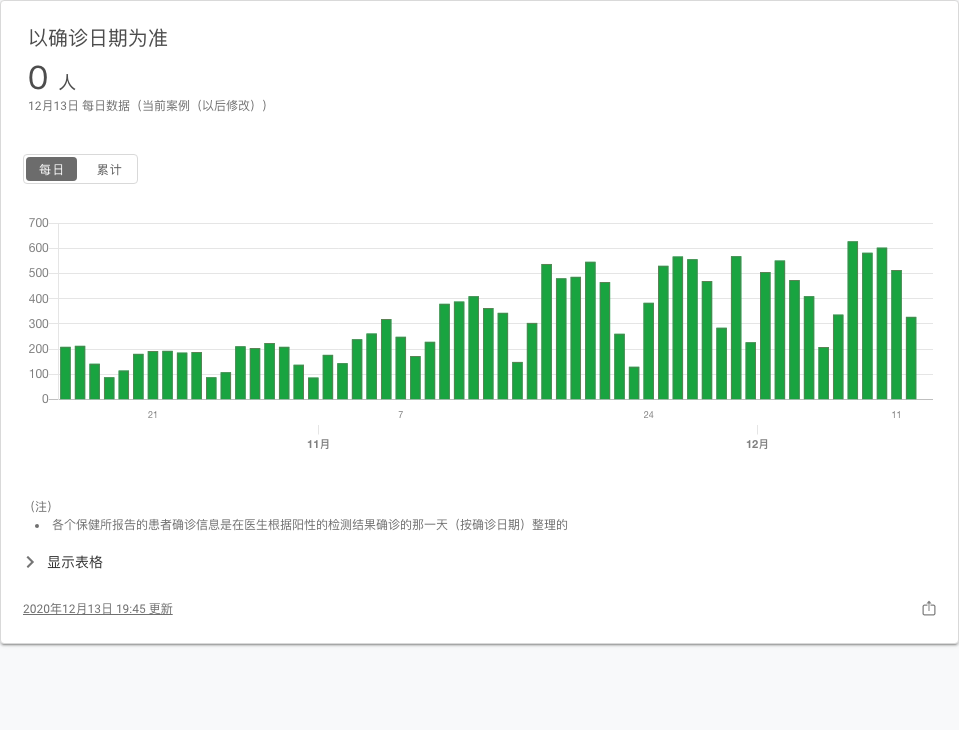 以确诊日期为准
0 人
12月13日 每日数据（当前案例（以后修改））
每日 累计
700
600
500
400
300
200
100
0
21 7 24 11
11月 12月
（注）
• 各个保健所报告的患者确诊信息是在医生根据阳性的检测结果确诊的那一天（按确诊日期）整理的
显示表格
2020年12月13日 19:45 更新